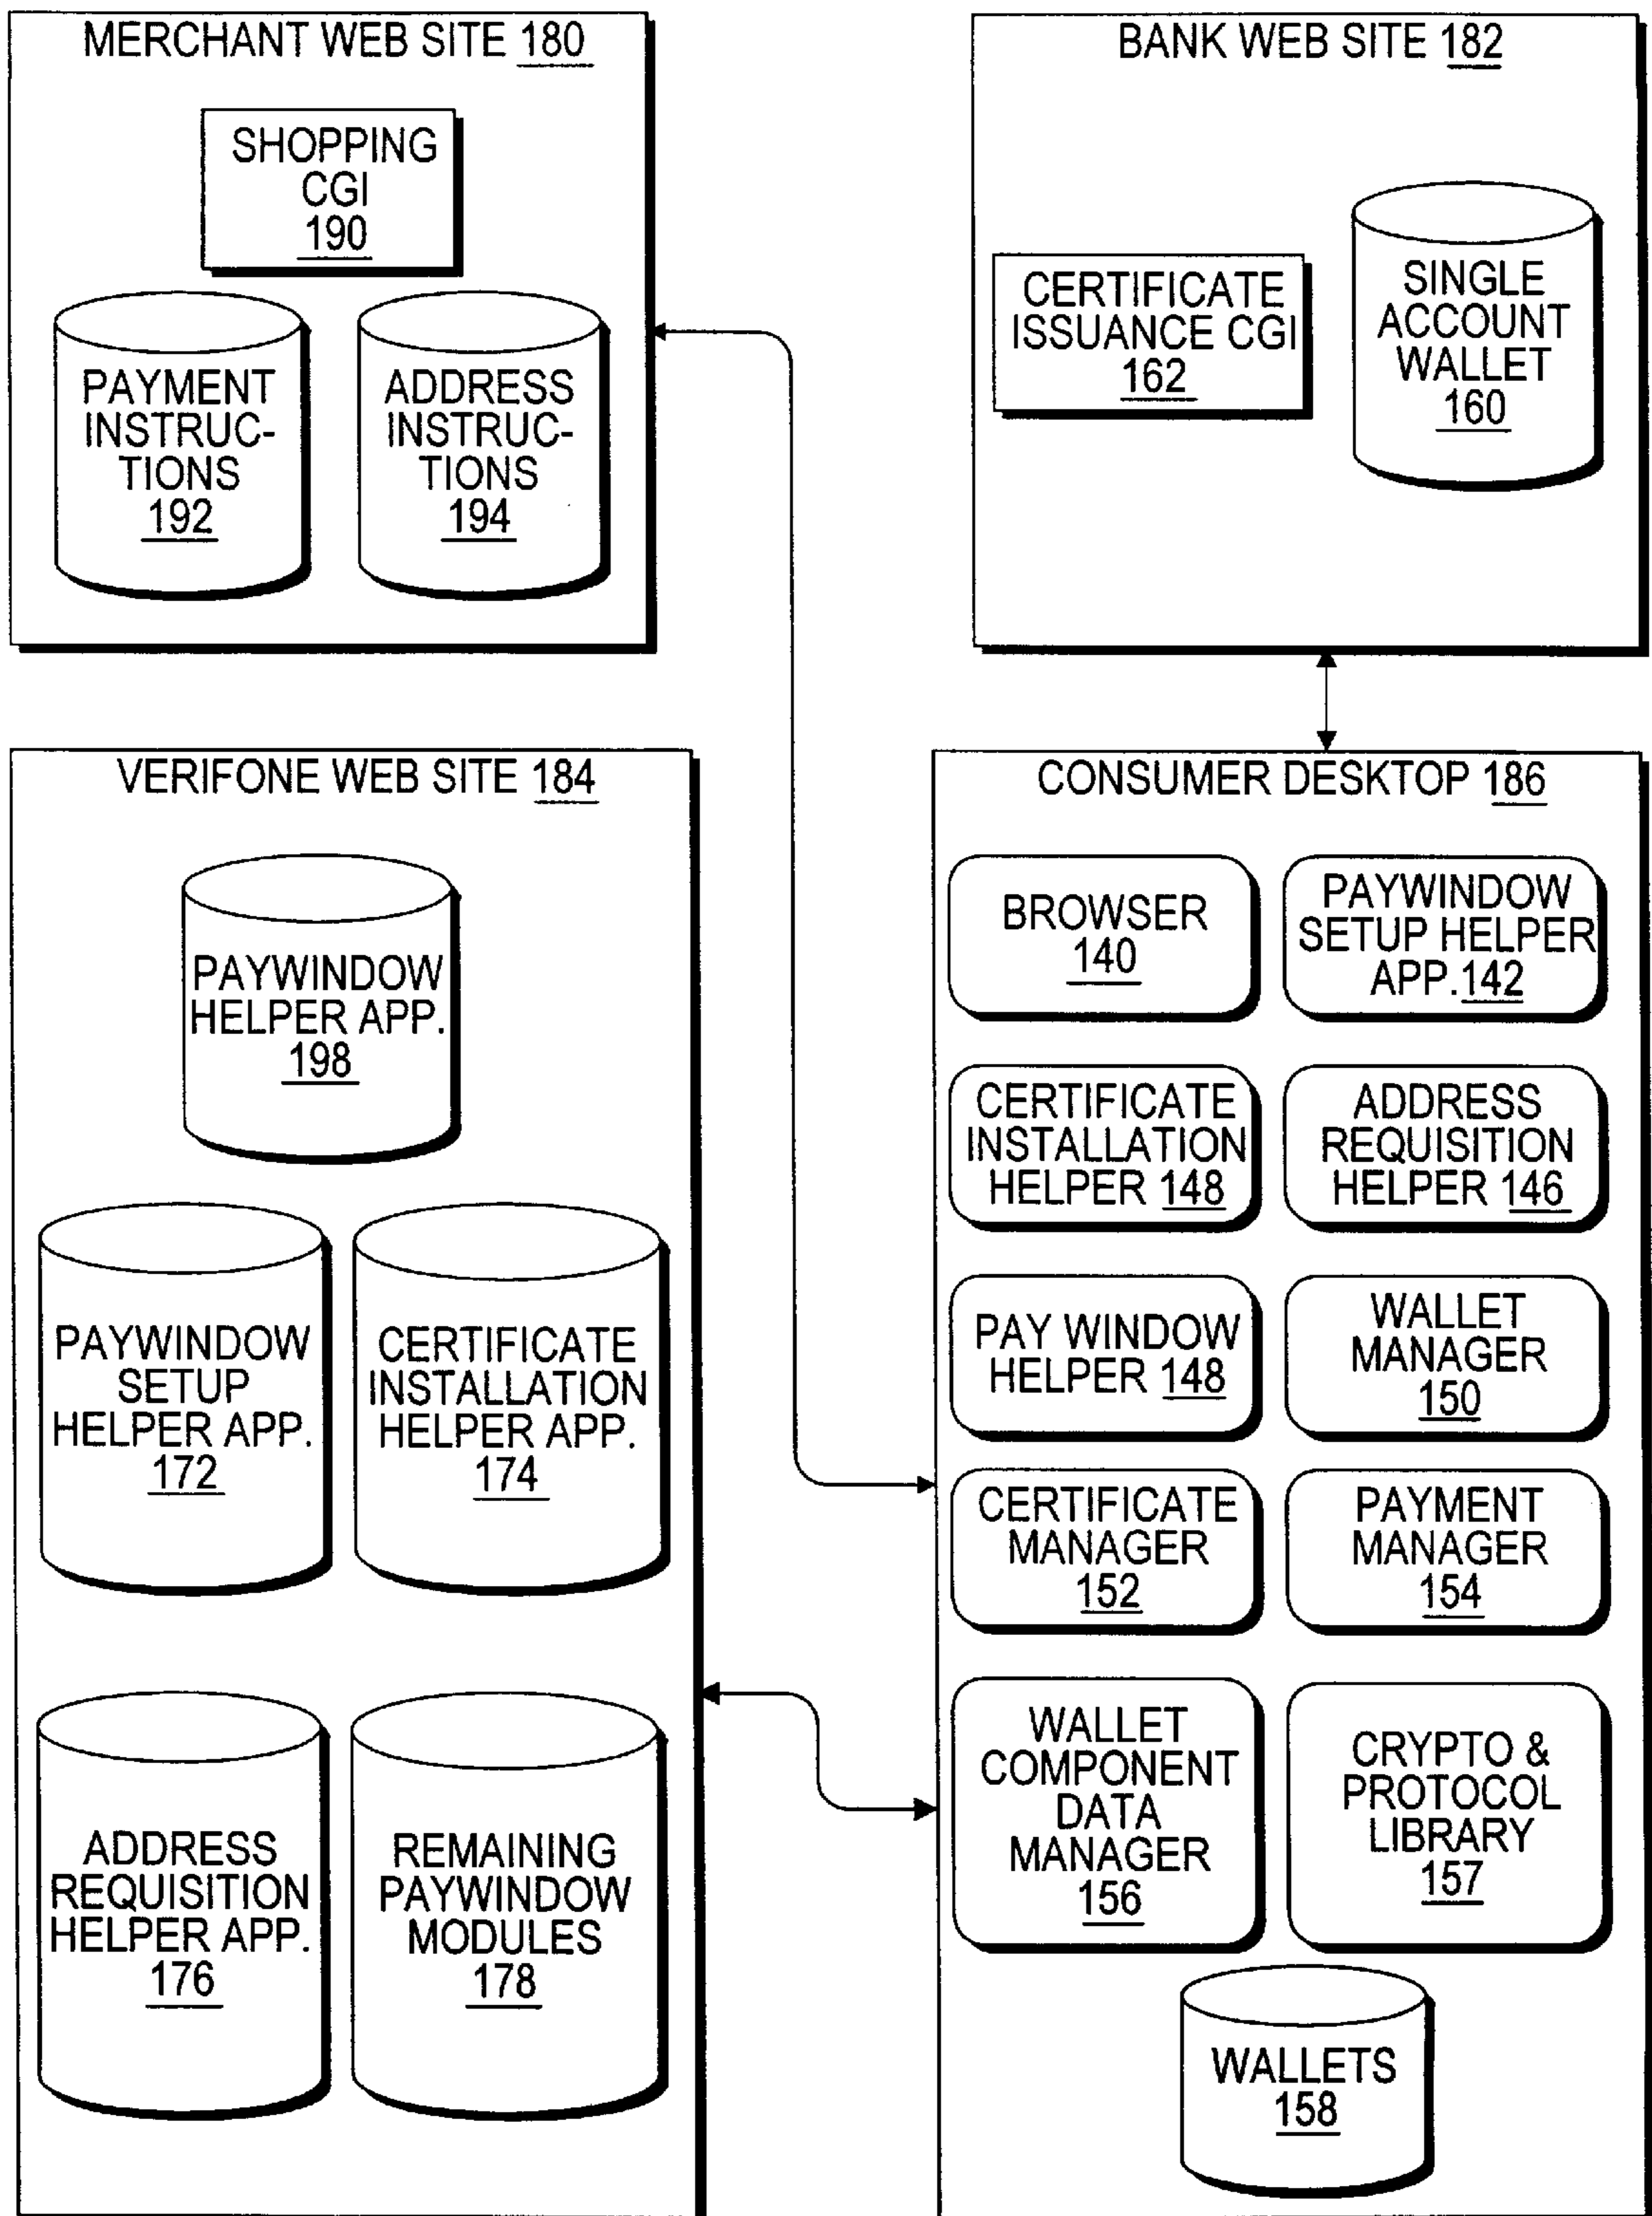 MERCHANT WEB SITE 180
SHOPPING
CGI
190
PAYMENT
INSTRUC-
TIONS
192
ADDRESS
INSTRUC-
TIONS
194
BANK WEB SITE 182
CERTIFICATE
ISSUANCE CGI
162
SINGLE
ACCOUNT
WALLET
160
VERIFONE WEB SITE 184
PAYWINDOW
HELPER APP.
198
PAYWINDOW
SETUP
HELPER APP.
172
CERTIFICATE
INSTALLATION
HELPER APP.
174
ADDRESS
REQUISITION
HELPER APP.
176
REMAINING
PAYWINDOW
MODULES
178
CONSUMER DESKTOP 186
BROWSER
140
PAYWINDOW
SETUP HELPER
APP.142
CERTIFICATE
INSTALLATION
HELPER 148
ADDRESS
REQUISITION
HELPER 146
PAY WINDOW
HELPER 148
WALLET
MANAGER
150
CERTIFICATE
MANAGER
152
PAYMENT
MANAGER
154
WALLET
COMPONENT
DATA
MANAGER
156
CRYPTO &
PROTOCOL
LIBRARY
157
WALLETS
158